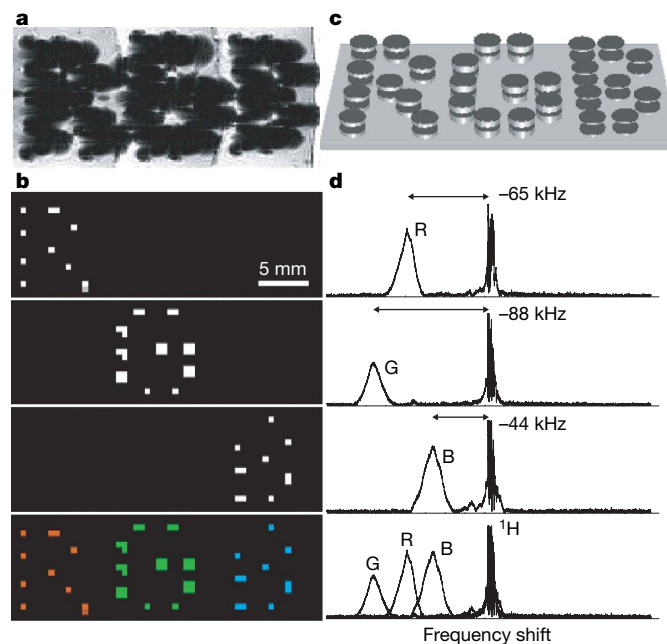 a
c
b
d
5 mm
–65 kHz
R
–88 kHz
G
–44 kHz
B
¹H
G
R
B
Frequency shift